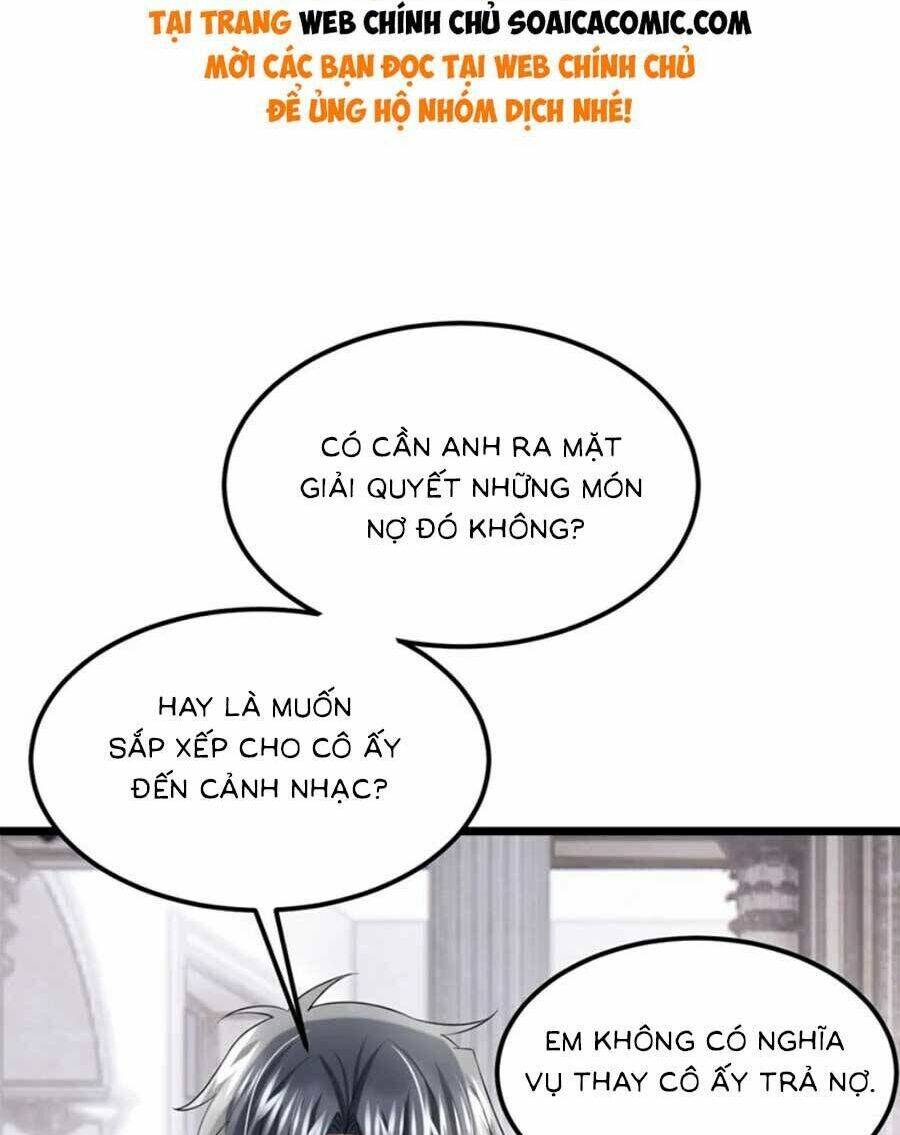 TẠI TRANG WEB CHÍNH CHỦ SOAICACOMIC.COM
MỜI CÁC BẠN ĐỌC TẠI WEB CHÍNH CHỦ
ĐỂ ỦNG HỘ NHÓM DỊCH NHÉ!
CÓ CẦN ANH RA MẶT
GIẢI QUYẾT NHỮNG MÓN
NỢ ĐÓ KHÔNG?
HAY LÀ MUỐN
SẮP XẾP CHO CÔ ẤY
ĐẾN CẢNH NHẠC?
EM KHÔNG CÓ NGHĨA
VỤ THAY CÔ ẤY TRẢ NỢ.